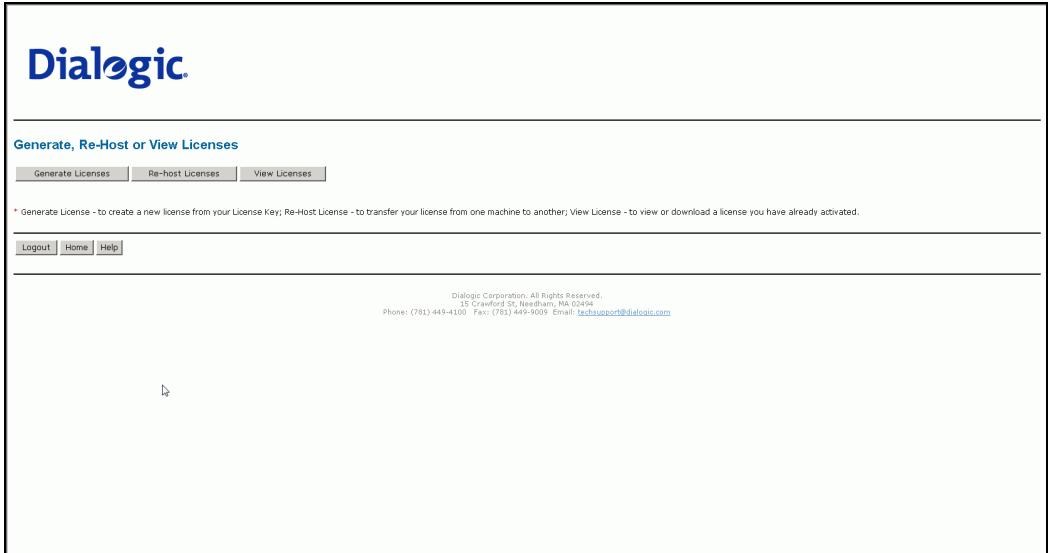 Dialogic®
Generate, Re-Host or View Licenses
Generate Licenses Re-host Licenses View Licenses
* Generate License - to create a new license from your License Key; Re-Host License - to transfer your license from one machine to another; View License - to view or download a license you have already activated.
Logout Home Help
Dialogic Corporation. All Rights Reserved.
15 Crawford St, Needham, MA 02494
Phone: (781) 449-4100 Fax: (781) 449-9009 Email: techsupport@dialogic.com